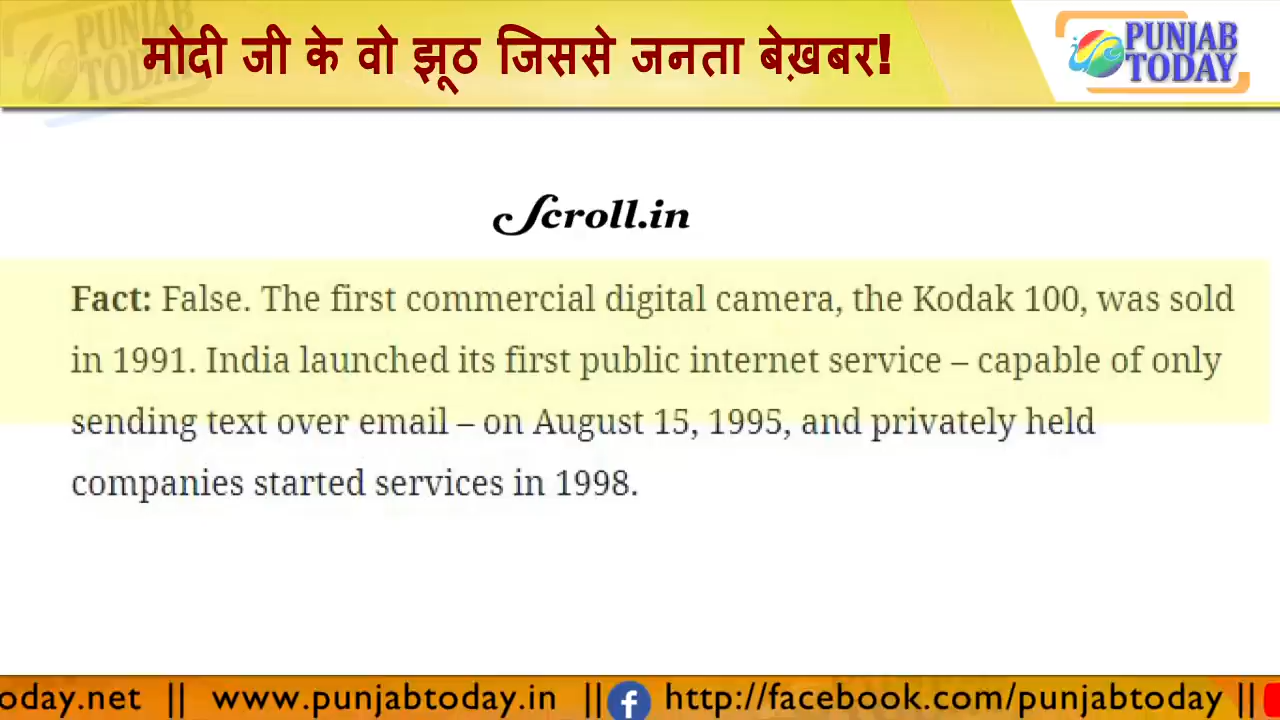 मोदी जी के वो झूठ जिससे जनता बेख़बर!
PUNJAB
TODAY
PUNJAB
TODAY
Scroll.in
Fact: False. The first commercial digital camera, the Kodak 100, was sold
in 1991. India launched its first public internet service – capable of only
sending text over email – on August 15, 1995, and privately held
companies started services in 1998.
oday.net || www.punjabtoday.in || http://facebook.com/punjabtoday ||